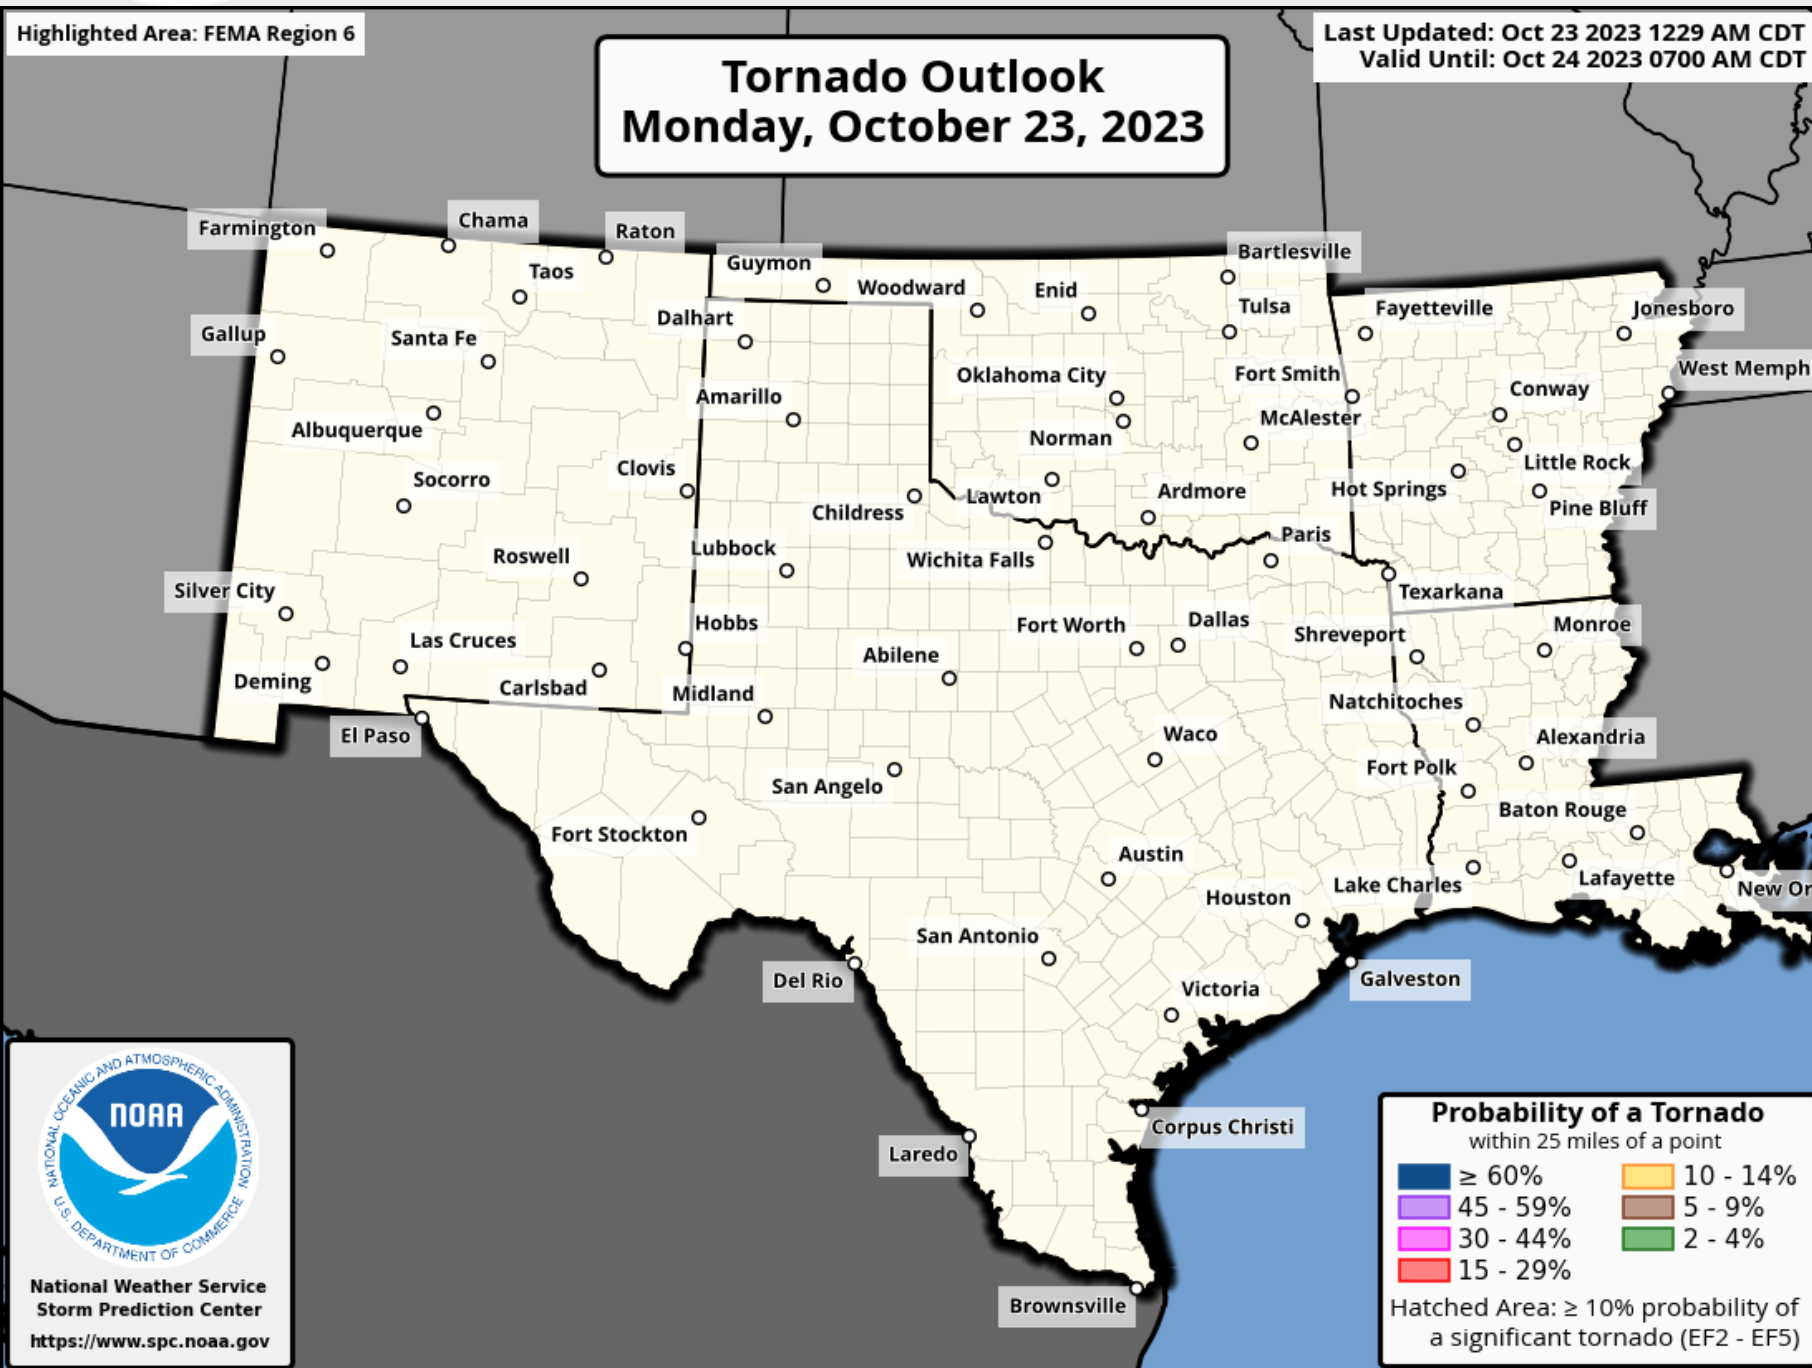 Highlighted Area: FEMA Region 6
Last Updated: Oct 23 2023 1229 AM CDT
Valid Until: Oct 24 2023 0700 AM CDT
Tornado Outlook
Monday, October 23, 2023
Farmington
Chama
Raton
Taos
Guymon
Woodward
Enid
Bartlesville
Tulsa
Fayetteville
Jonesboro
Gallup
Santa Fe
Dalhart
Oklahoma City
Fort Smith
West Memph
Conway
Albuquerque
Amarillo
Norman
McAlester
Little Rock
Socorro
Clovis
Childress
Lawton
Ardmore
Hot Springs
Pine Bluff
Roswell
Lubbock
Wichita Falls
Paris
Texarkana
Silver City
Las Cruces
Hobbs
Fort Worth
Dallas
Shreveport
Monroe
Deming
Carlsbad
Midland
Abilene
Natchitoches
El Paso
San Angelo
Waco
Alexandria
Fort Polk
Fort Stockton
Baton Rouge
Austin
Houston
Lake Charles
Lafayette
New Or
San Antonio
Del Rio
Victoria
Galveston
Corpus Christi
Laredo
Brownsville
NATIONAL OCEANIC AND ATMOSPHERIC ADMINISTRATION
NOAA
U.S. DEPARTMENT OF COMMERCE
National Weather Service
Storm Prediction Center
https://www.spc.noaa.gov
Probability of a Tornado
within 25 miles of a point
≥ 60%
45 - 59%
30 - 44%
15 - 29%
10 - 14%
5 - 9%
2 - 4%
Hatched Area: ≥ 10% probability of
a significant tornado (EF2 - EF5)